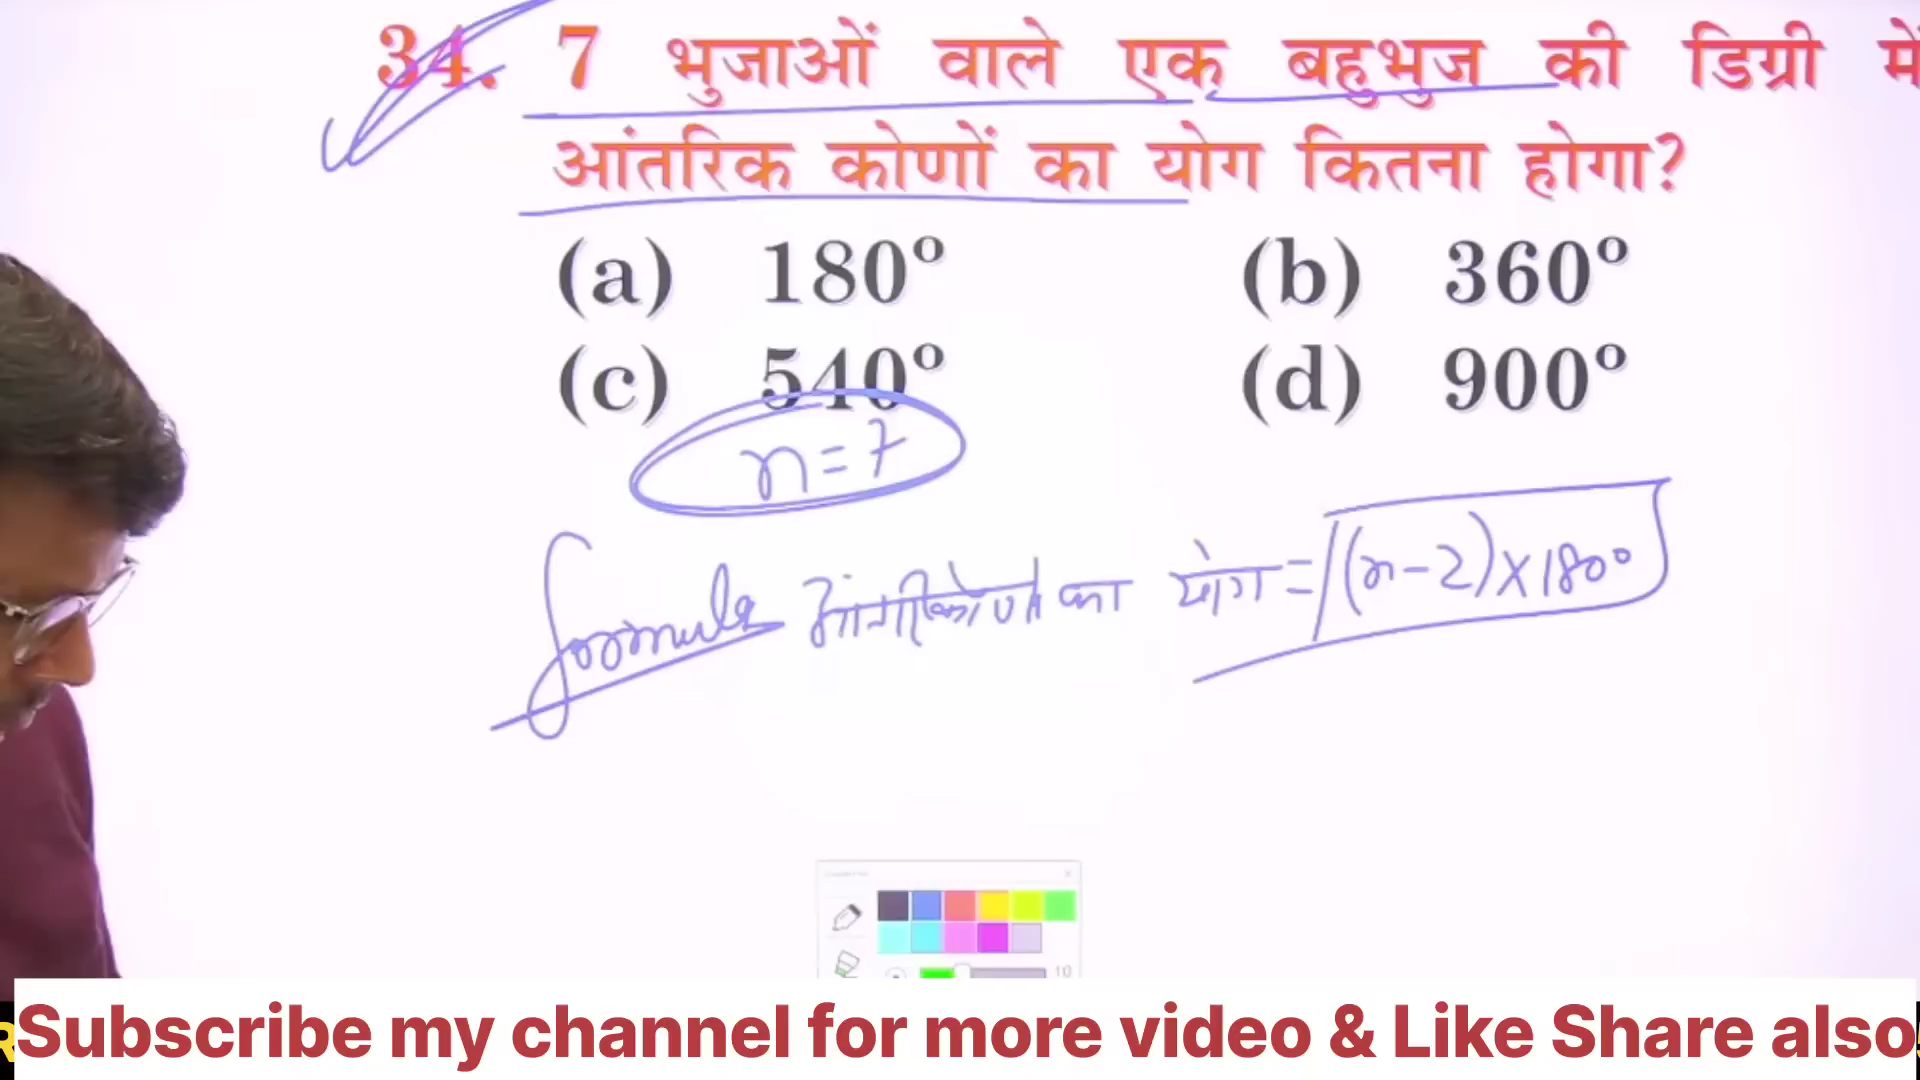 34. 7 भुजाओं वाले एक बहुभुज की डिग्री में
आंतरिक कोणों का योग कितना होगा?
(a) 180° (b) 360°
(c) 540° (d) 900°
n=7
formula का योग = (n-2)×180°
10
Subscribe my channel for more video & Like Share also